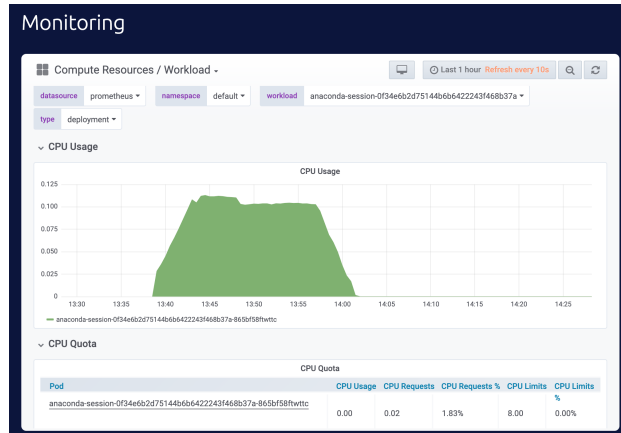 Monitoring
Compute Resources / Workload
Last 1 hour Refresh every 10s
datasource prometheus namespace default workload anaconda-session-0f34e6b2d75144b6b6422243f468b37a
type deployment
CPU Usage
CPU Usage
0.125
0.100
0.075
0.050
0.025
0
13:30 13:35 13:40 13:45 13:50 13:55 14:00 14:05 14:10 14:15 14:20 14:25
anaconda-session-0f34e6b2d75144b6b6422243f468b37a-865bf58ftwttc
CPU Quota
CPU Quota
Pod CPU Usage CPU Requests CPU Requests % CPU Limits CPU Limits %
anaconda-session-0f34e6b2d75144b6b6422243f468b37a-865bf58ftwttc 0.00 0.02 1.83% 8.00 0.00%